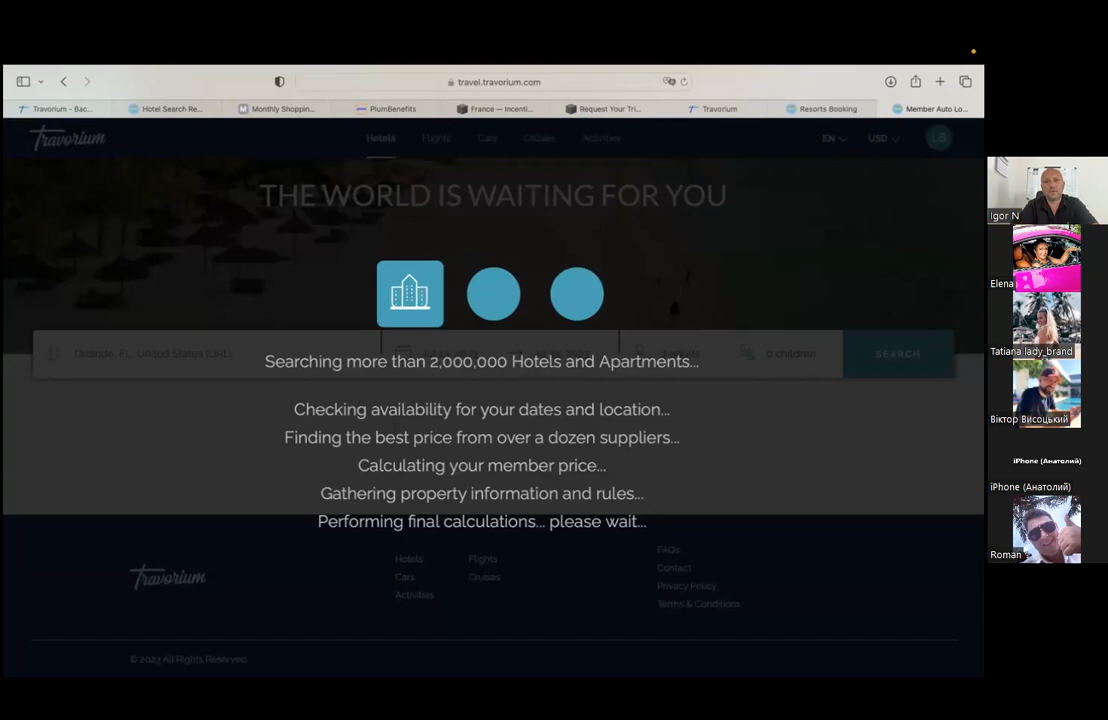 travel.travorium.com
Travorium - Bac...
Hotel Search Re...
Monthly Shoppin...
PlumBenefits
France — Incenti...
Request Your Tri...
Travorium
Resorts Booking
Member Auto Lo...
Travorium
Hotels
Flights
Cars
Cruises
Activities
EN
USD
LB
THE WORLD IS WAITING FOR YOU
Orlando, FL, United States (ORL)
0 children
SEARCH
Searching more than 2,000,000 Hotels and Apartments...
Checking availability for your dates and location...
Finding the best price from over a dozen suppliers...
Calculating your member price...
Gathering property information and rules...
Performing final calculations... please wait...
Travorium
Hotels
Flights
Cars
Cruises
Activities
FAQs
Contact
Privacy Policy
Terms & Conditions
© 2023 All Rights Reserved.
Igor N
Elena
Tatiana lady_brand
Віктор Висоцький
iPhone (Анатолий)
iPhone (Анатолий)
Roman